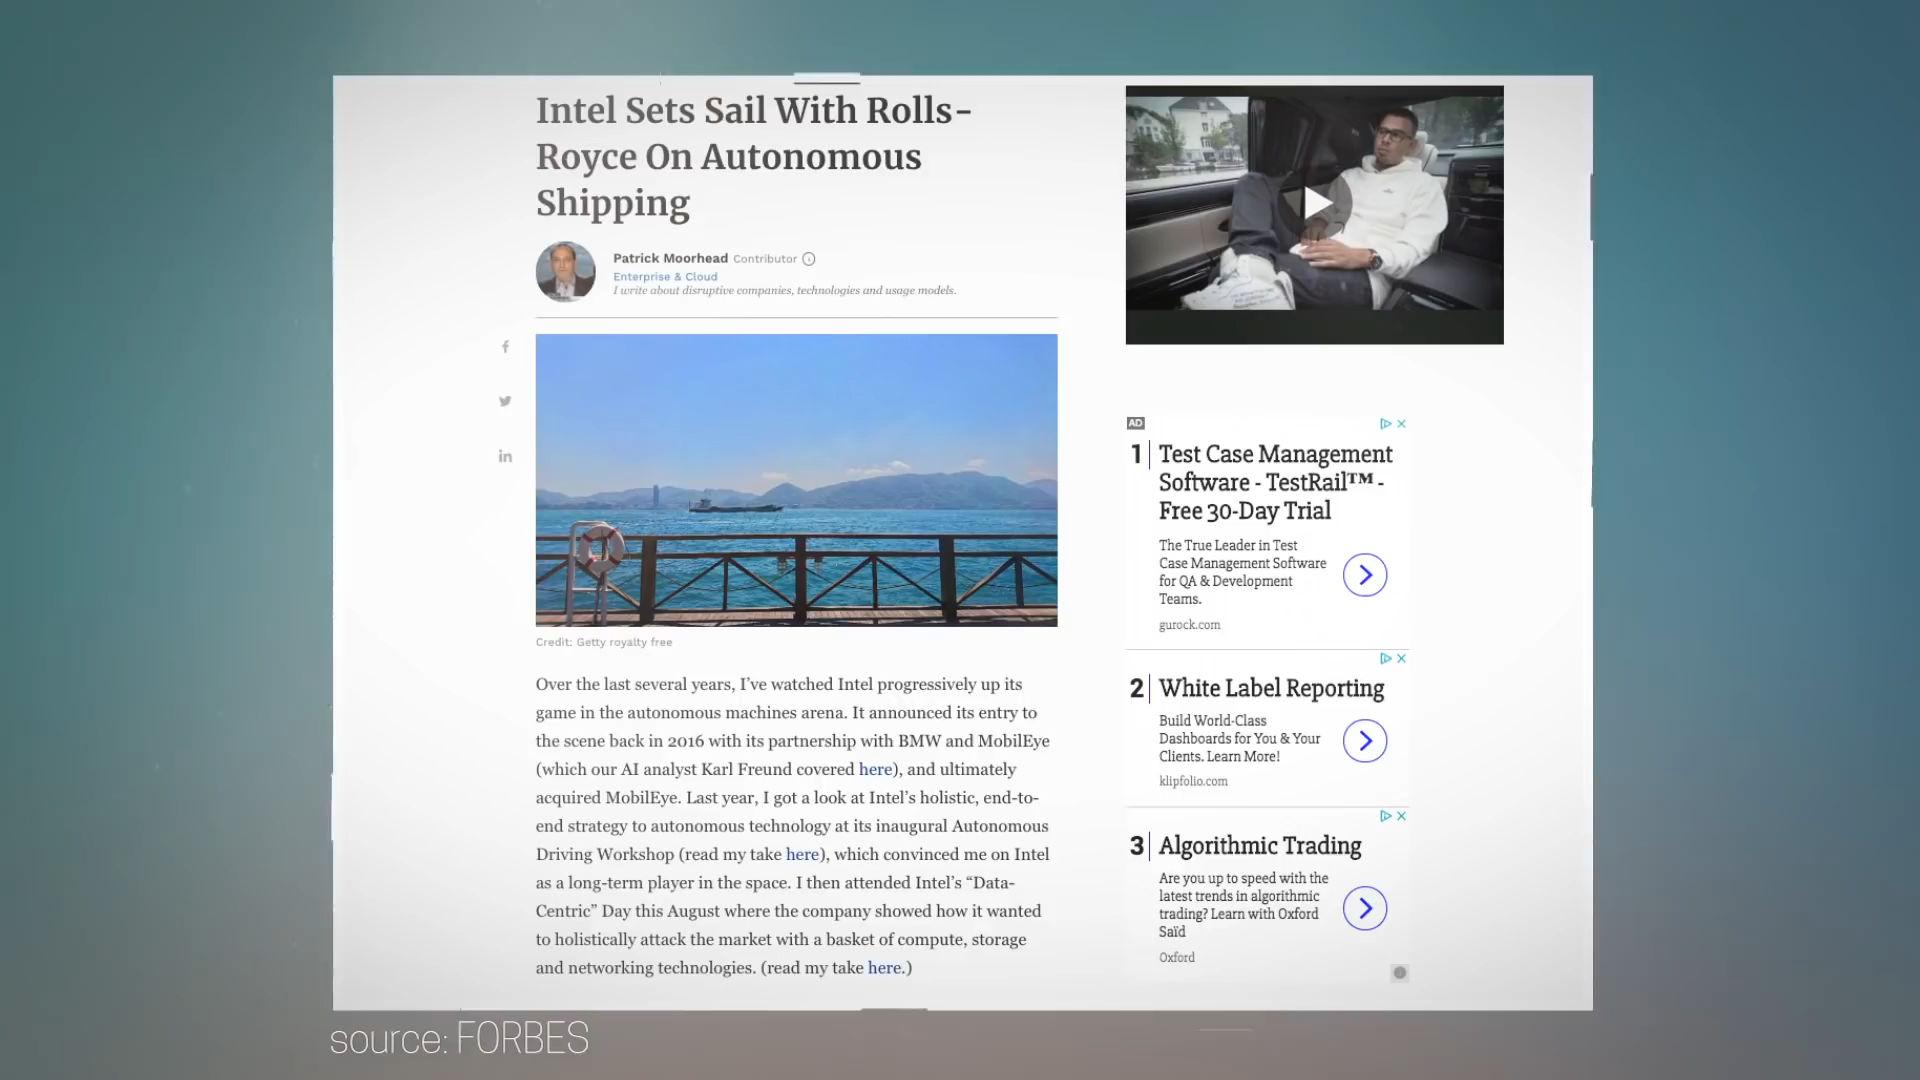 Intel Sets Sail With Rolls-
Royce On Autonomous
Shipping
Patrick Moorhead Contributor
Enterprise & Cloud
I write about disruptive companies, technologies and usage models.
Credit: Getty royalty free
Over the last several years, I’ve watched Intel progressively up its
game in the autonomous machines arena. It announced its entry to
the scene back in 2016 with its partnership with BMW and MobilEye
(which our AI analyst Karl Freund covered here), and ultimately
acquired MobilEye. Last year, I got a look at Intel’s holistic, end-to-
end strategy to autonomous technology at its inaugural Autonomous
Driving Workshop (read my take here), which convinced me on Intel
as a long-term player in the space. I then attended Intel’s “Data-
Centric” Day this August where the company showed how it wanted
to holistically attack the market with a basket of compute, storage
and networking technologies. (read my take here.)
AD
1 Test Case Management
Software - TestRail™ -
Free 30-Day Trial
The True Leader in Test
Case Management Software
for QA & Development
Teams.
gurock.com
2 White Label Reporting
Build World-Class
Dashboards for You & Your
Clients. Learn More!
klipfolio.com
3 Algorithmic Trading
Are you up to speed with the
latest trends in algorithmic
trading? Learn with Oxford
Saïd
Oxford
source: FORBES